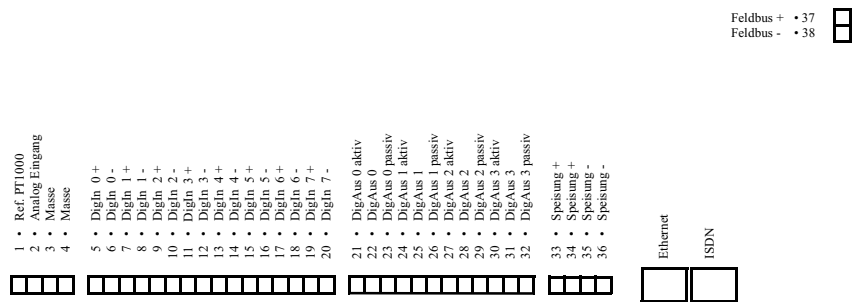 Feldbus + • 37
Feldbus - • 38
1 • Ref. PT1000
2 • Analog Eingang
3 • Masse
4 • Masse
5 • DigIn 0 +
6 • DigIn 0 -
7 • DigIn 1 +
8 • DigIn 1 -
9 • DigIn 2 +
10 • DigIn 2 -
11 • DigIn 3 +
12 • DigIn 3 -
13 • DigIn 4 +
14 • DigIn 4 -
15 • DigIn 5 +
16 • DigIn 5 -
17 • DigIn 6 +
18 • DigIn 6 -
19 • DigIn 7 +
20 • DigIn 7 -
21 • DigAus 0 aktiv
22 • DigAus 0
23 • DigAus 0 passiv
24 • DigAus 1 aktiv
25 • DigAus 1
26 • DigAus 1 passiv
27 • DigAus 2 aktiv
28 • DigAus 2
29 • DigAus 2 passiv
30 • DigAus 3 aktiv
31 • DigAus 3
32 • DigAus 3 passiv
33 • Speisung +
34 • Speisung +
35 • Speisung -
36 • Speisung -
Ethernet
ISDN